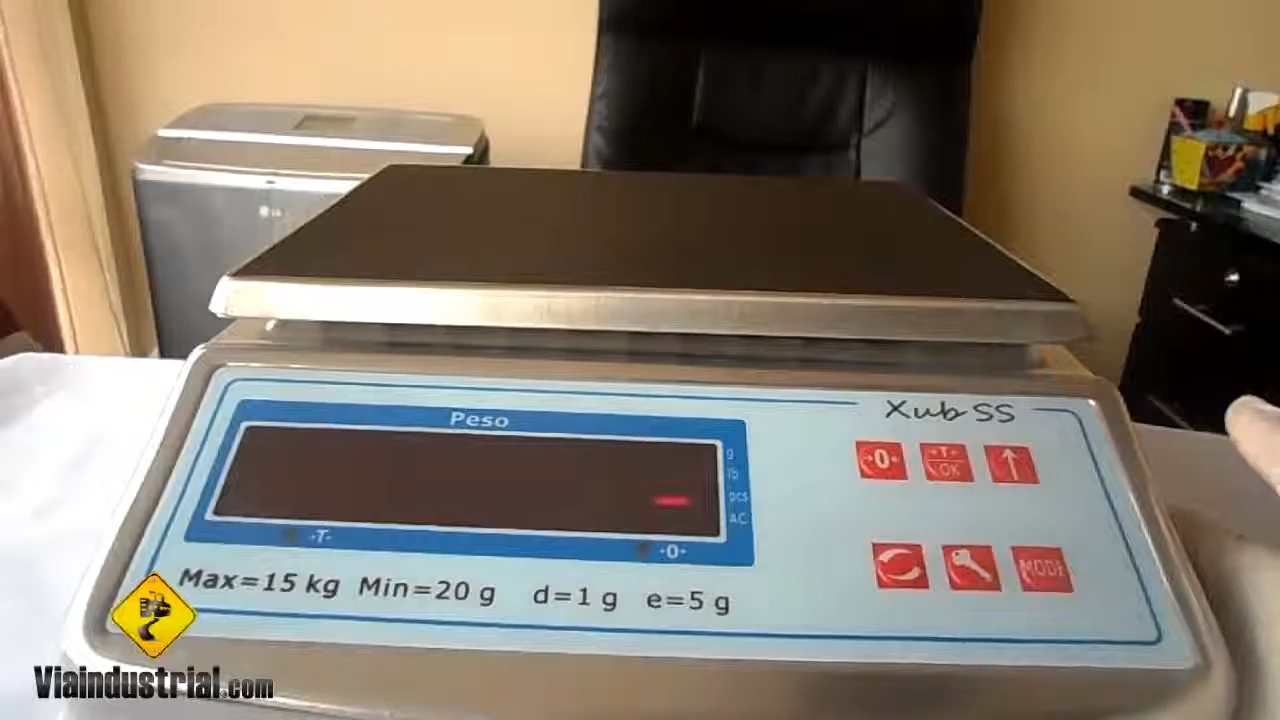 Xub SS
Peso
g
lb
pcs
AC
→0←
→T←
OK
-T-
-0-
MODE
Max=15 kg Min=20 g d=1 g e=5 g
Viaindustrial.com